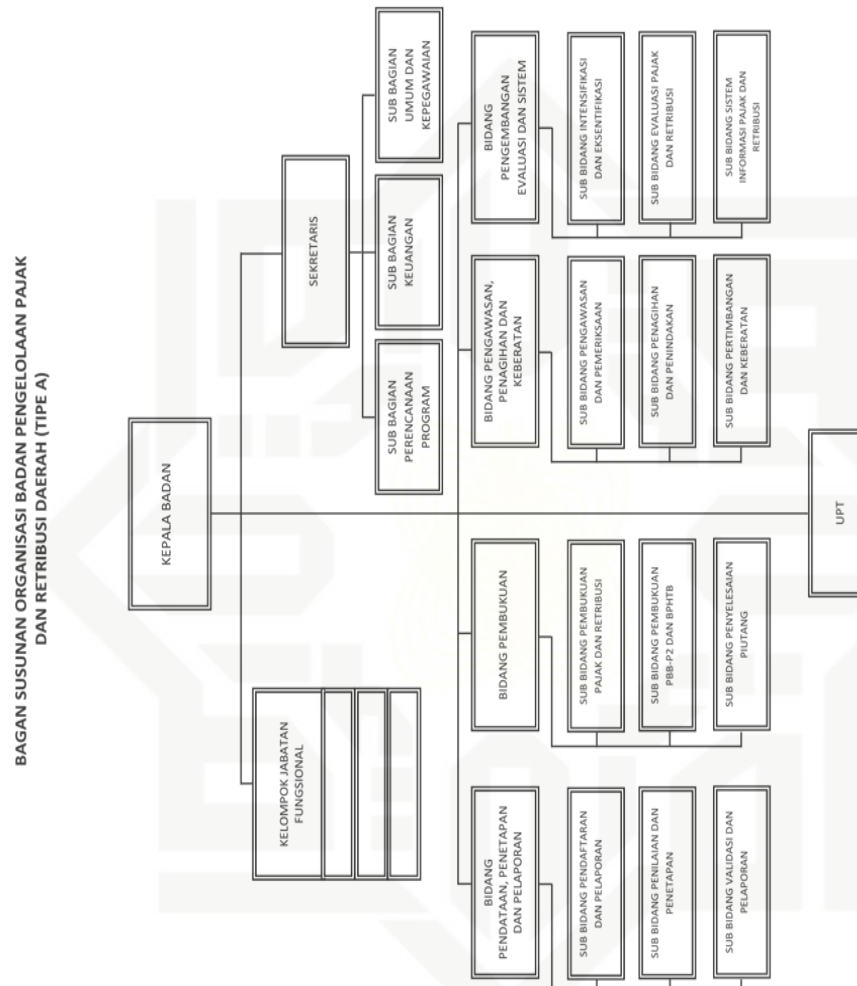 BAGAN SUSUNAN ORGANISASI BADAN PENGELOLAAN PAJAK
DAN RETRIBUSI DAERAH (TIPE A)
KEPALA BADAN
KELOMPOK JABATAN
FUNGSIONAL
SEKRETARIS
SUB BAGIAN
PERENCANAAN
PROGRAM
SUB BAGIAN
KEUANGAN
SUB BAGIAN
UMUM DAN
KEPEGAWAIAN
BIDANG
PENDATAAN, PENETAPAN
DAN PELAPORAN
BIDANG PEMBUKUAN
BIDANG PENGAWASAN,
PENAGIHAN DAN
KEBERATAN
BIDANG
PENGEMBANGAN
EVALUASI DAN SISTEM
SUB BIDANG PENDAFTARAN
DAN PELAPORAN
SUB BIDANG PENILAIAN DAN
PENETAPAN
SUB BIDANG VALIDASI DAN
PELAPORAN
SUB BIDANG PEMBUKUAN
PAJAK DAN RETRIBUSI
SUB BIDANG PEMBUKUAN
PBB-P2 DAN BPHTB
SUB BIDANG PENYELESAIAN
PIUTANG
SUB BIDANG PENGAWASAN
DAN PEMERIKSAAN
SUB BIDANG PENAGIHAN
DAN PENINDAKAN
SUB BIDANG PERTIMBANGAN
DAN KEBERATAN
SUB BIDANG INTENSIFIKASI
DAN EKSENTIFIKASI
SUB BIDANG EVALUASI PAJAK
DAN RETRIBUSI
SUB BIDANG SISTEM
INFORMASI PAJAK DAN
RETRIBUSI
UPT